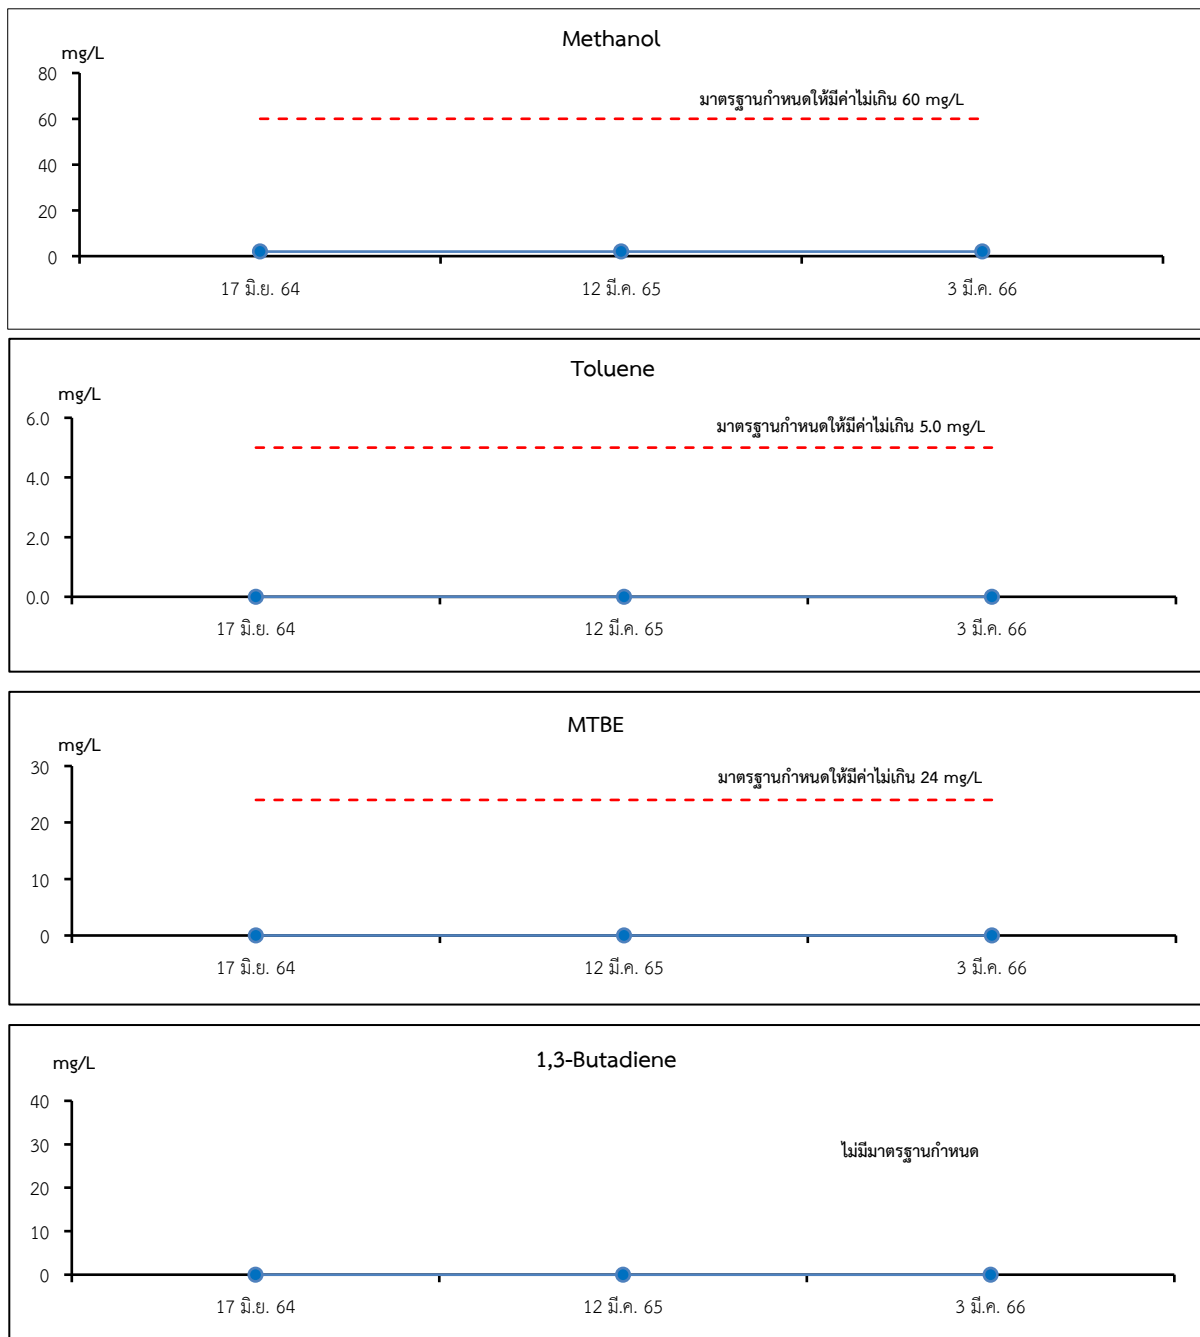 Methanol
mg/L
80
มาตรฐานกำหนดให้มีค่าไม่เกิน 60 mg/L
60
40
20
0
17 มิ.ย. 64 12 มี.ค. 65 3 มี.ค. 66
Toluene
mg/L
6.0
มาตรฐานกำหนดให้มีค่าไม่เกิน 5.0 mg/L
4.0
2.0
0.0
17 มิ.ย. 64 12 มี.ค. 65 3 มี.ค. 66
MTBE
mg/L
30
มาตรฐานกำหนดให้มีค่าไม่เกิน 24 mg/L
20
10
0
17 มิ.ย. 64 12 มี.ค. 65 3 มี.ค. 66
1,3-Butadiene
mg/L
40
30
ไม่มีมาตรฐานกำหนด
20
10
0
17 มิ.ย. 64 12 มี.ค. 65 3 มี.ค. 66